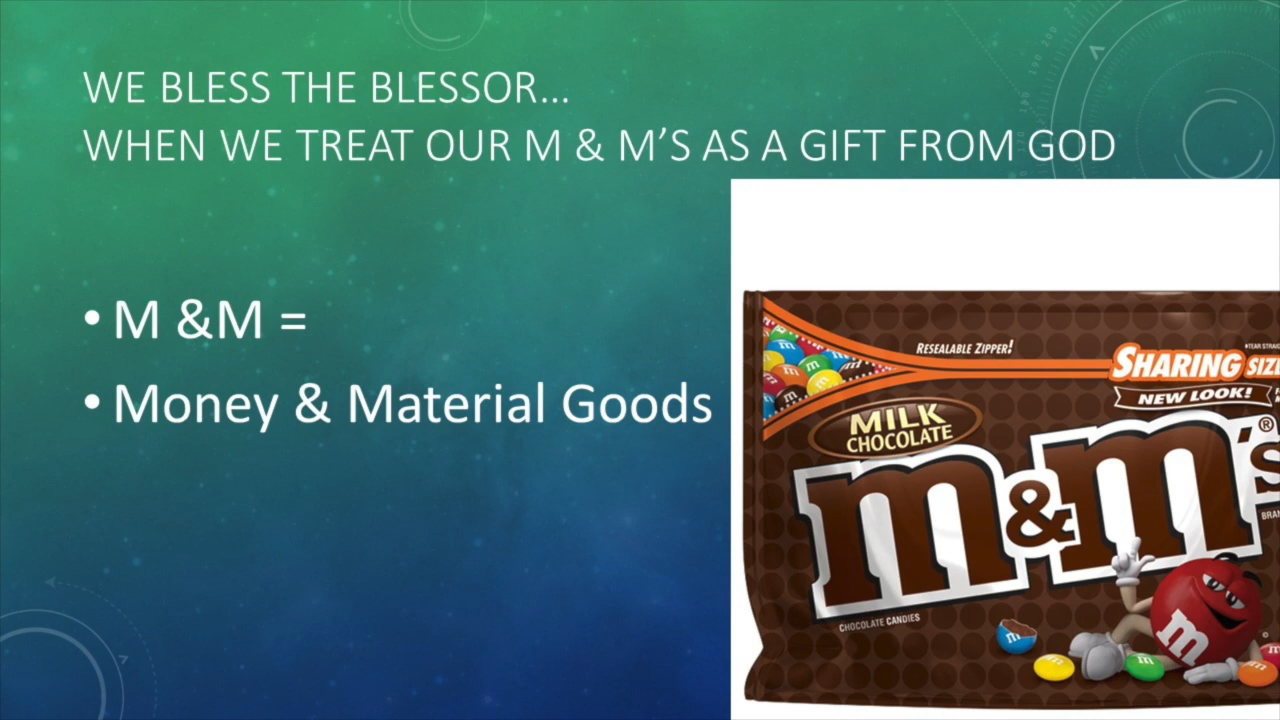 WE BLESS THE BLESSOR...
WHEN WE TREAT OUR M & M'S AS A GIFT FROM GOD
• M &M =
• Money & Material Goods
RESEALABLE ZIPPER!
SHARING SIZE
NEW LOOK!
MILK
CHOCOLATE
m&m's®
CHOCOLATE CANDIES